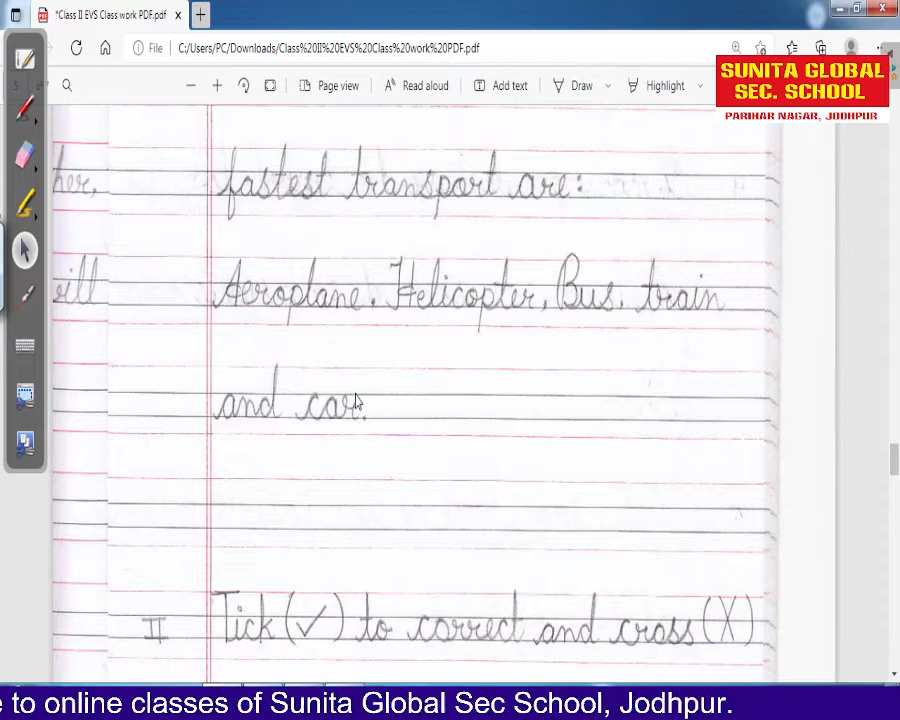 *Class II EVS Class work PDF.pdf
File C:/Users/PC/Downloads/Class%20II%20EVS%20Class%20work%20PDF.pdf
Page view Read aloud Add text Draw Highlight
SUNITA GLOBAL
SEC. SCHOOL
PARIHAR NAGAR, JODHPUR
her,
fastest transport are:
ill
Aeroplane. Helicopter, Bus. train
and car.
II Tick (✓) to correct and cross (X)
e to online classes of Sunita Global Sec School, Jodhpur.